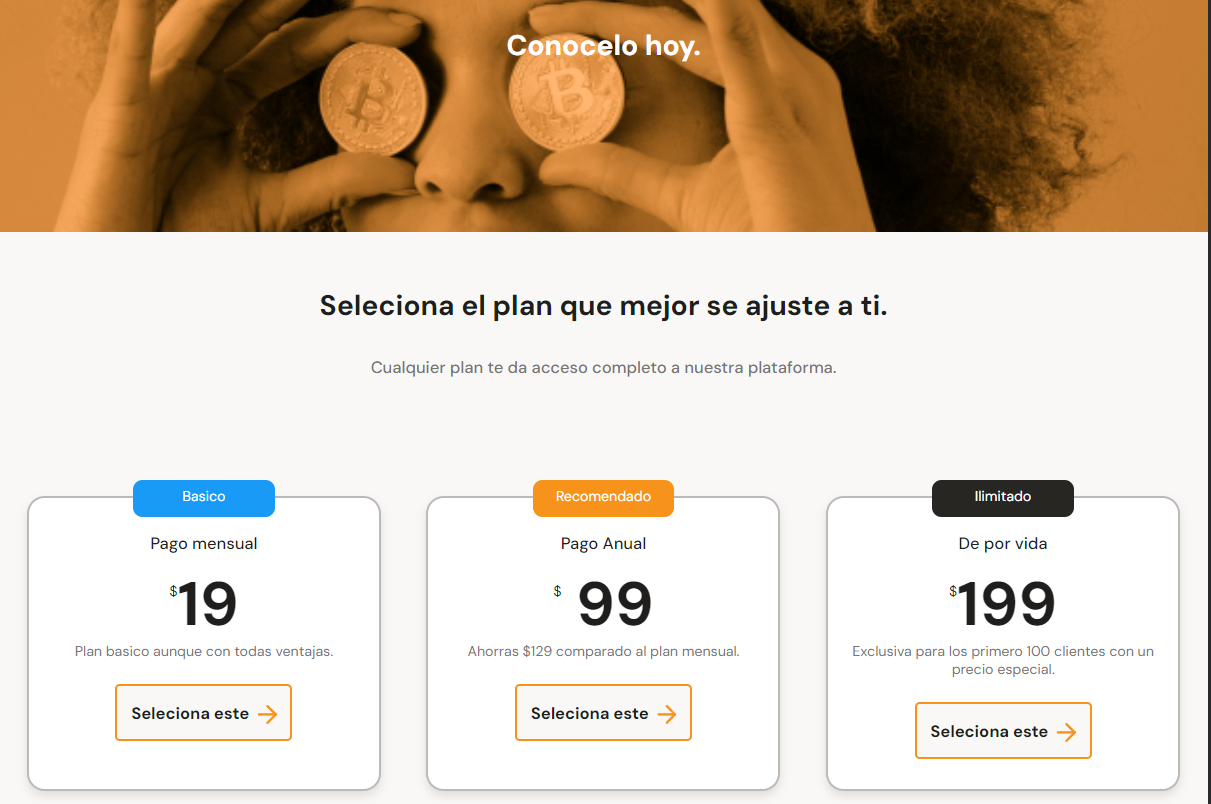 Conocelo hoy.
Seleciona el plan que mejor se ajuste a ti.
Cualquier plan te da acceso completo a nuestra plataforma.
Basico
Pago mensual
$19
Plan basico aunque con todas ventajas.
Seleciona este
Recomendado
Pago Anual
$ 99
Ahorras $129 comparado al plan mensual.
Seleciona este
Ilimitado
De por vida
$199
Exclusiva para los primero 100 clientes con un
precio especial.
Seleciona este